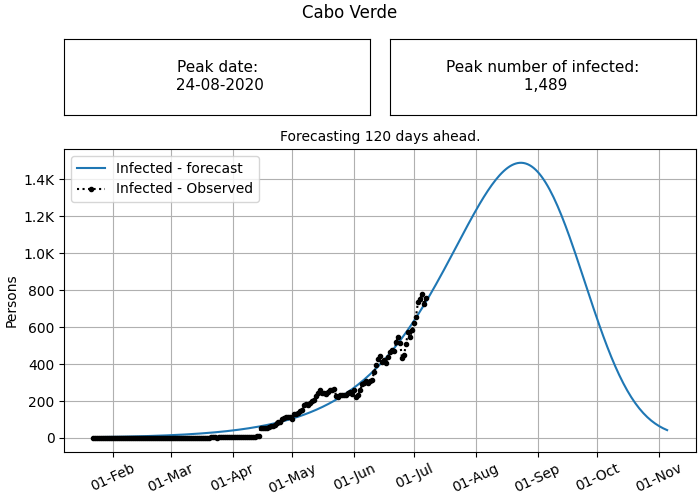 Cabo Verde
Peak date:
24-08-2020
Peak number of infected:
1,489
Forecasting 120 days ahead.
Infected - forecast
Infected - Observed
1.4K
1.2K
1.0K
800
600
400
200
0
Persons
01-Feb
01-Mar
01-Apr
01-May
01-Jun
01-Jul
01-Aug
01-Sep
01-Oct
01-Nov